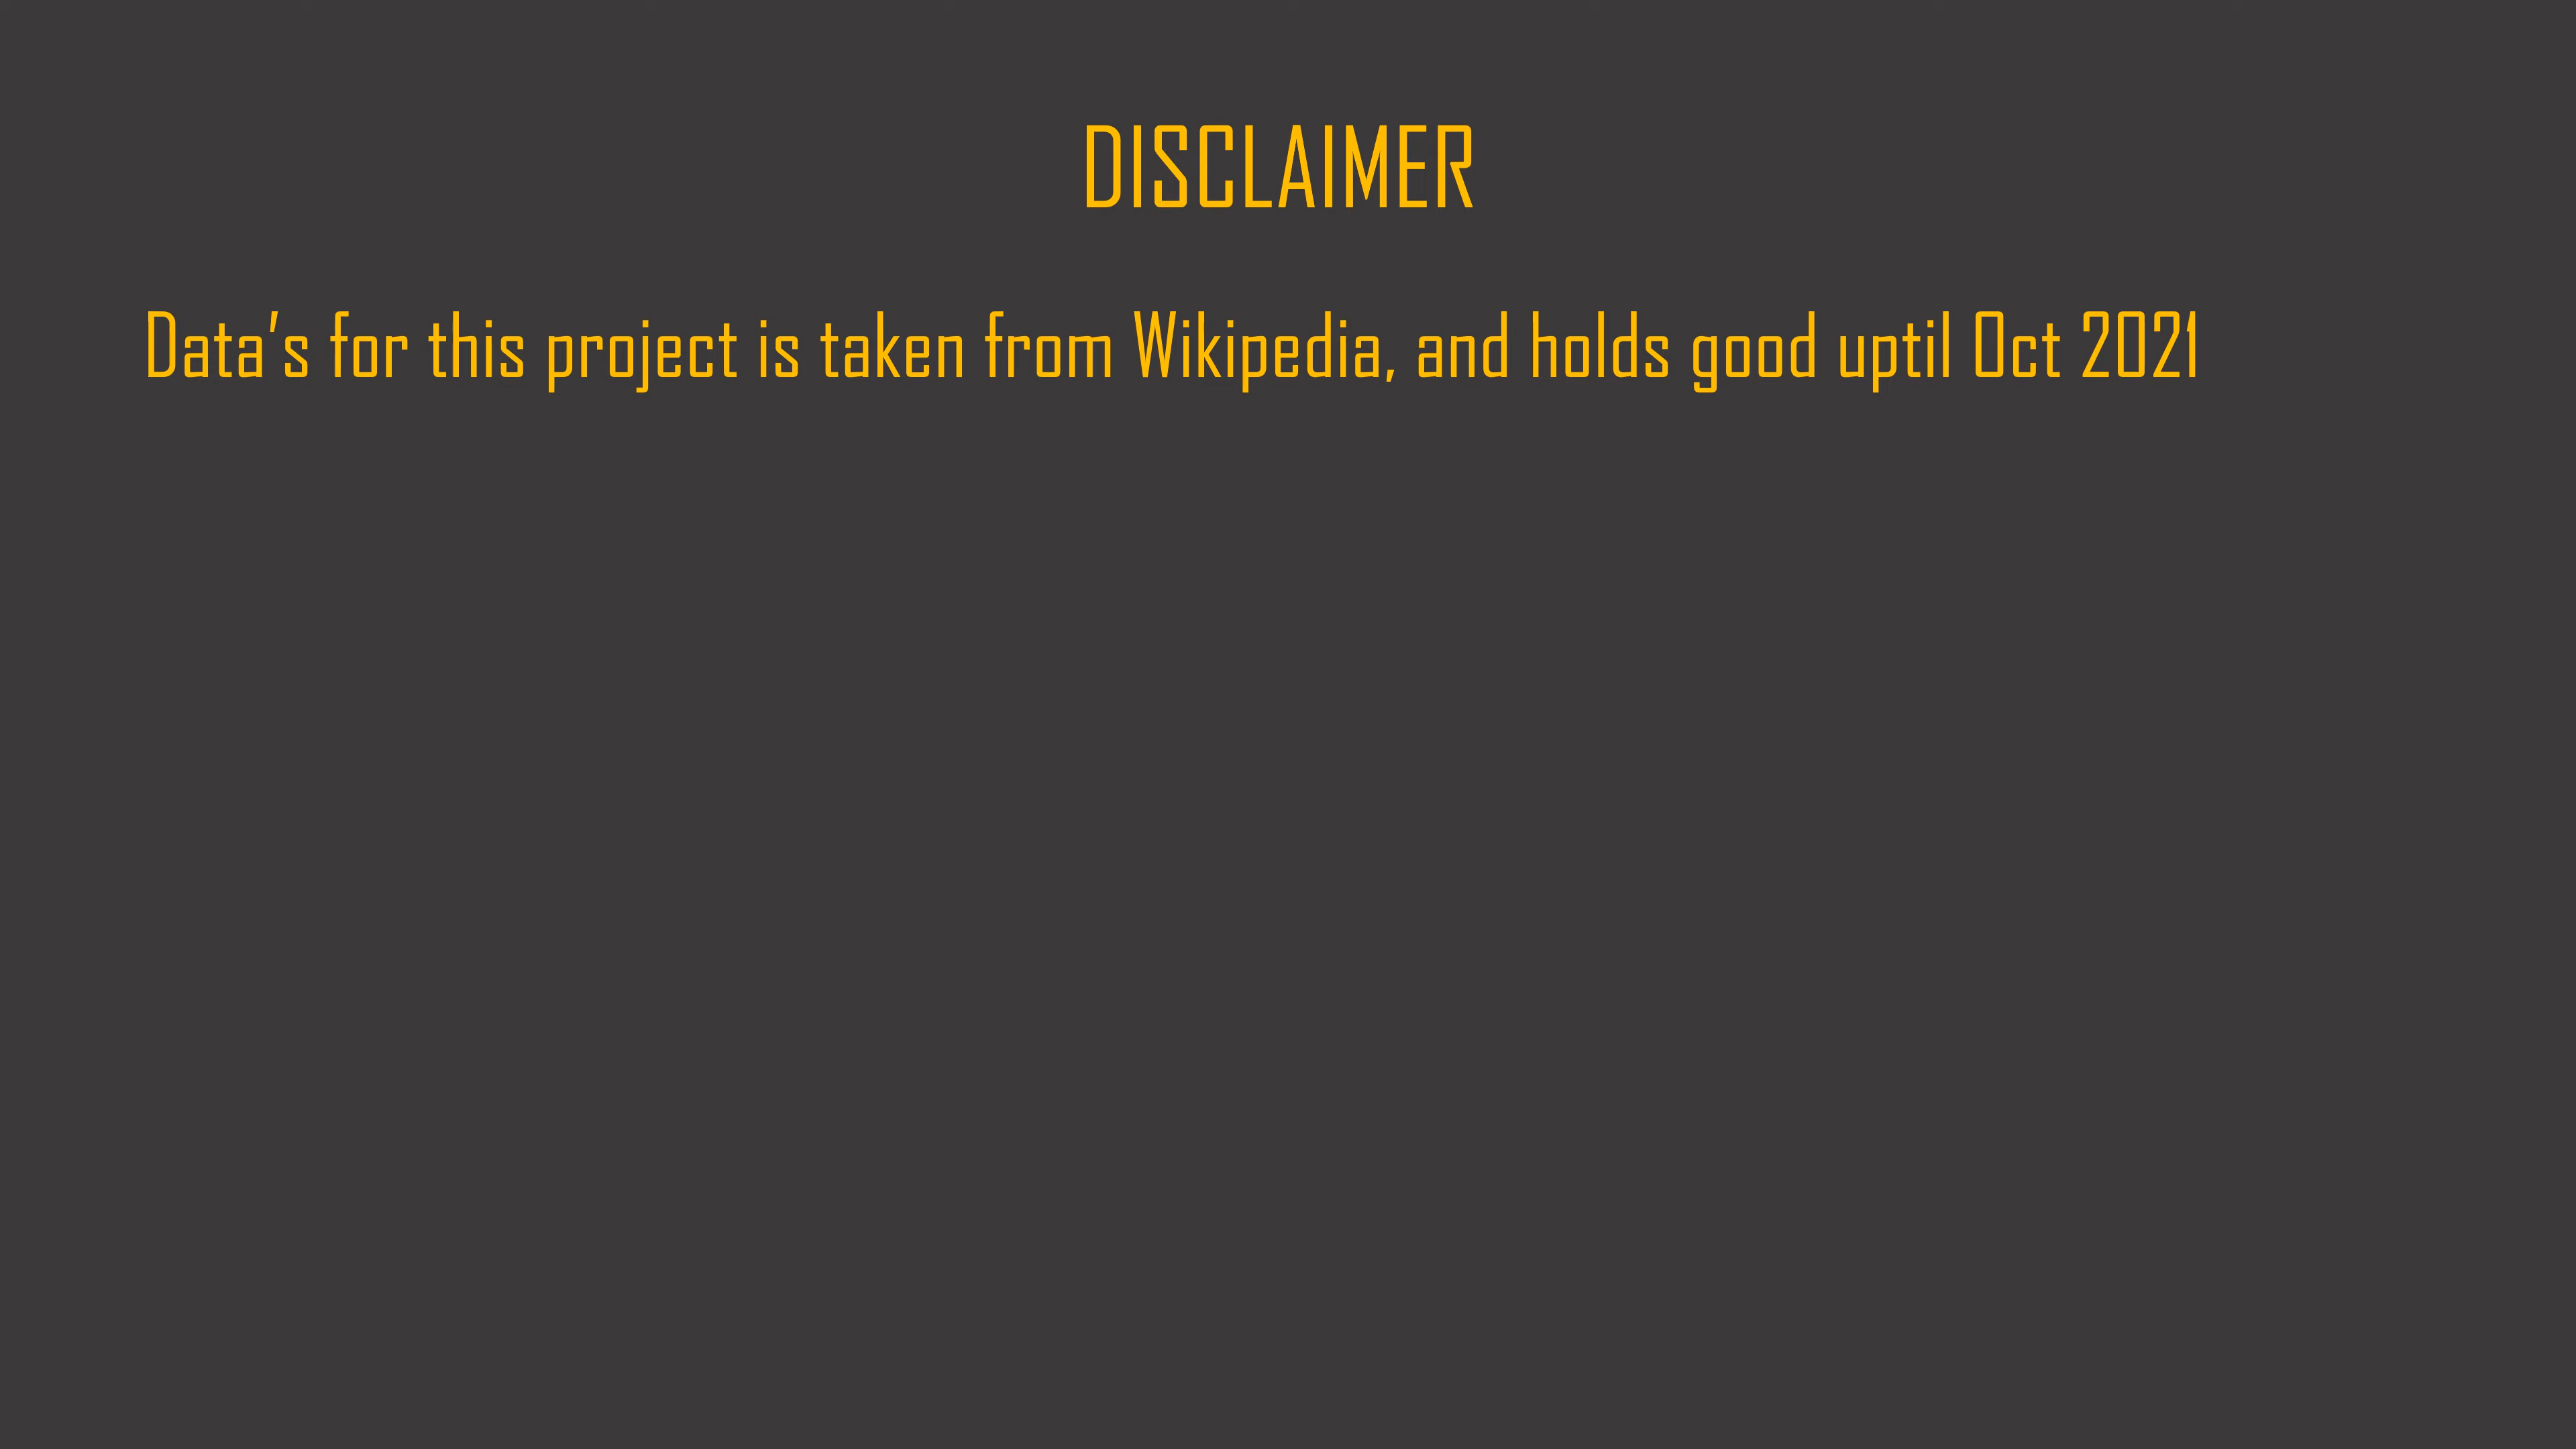 DISCLAIMER
Data’s for this project is taken from Wikipedia, and holds good uptil Oct 2021